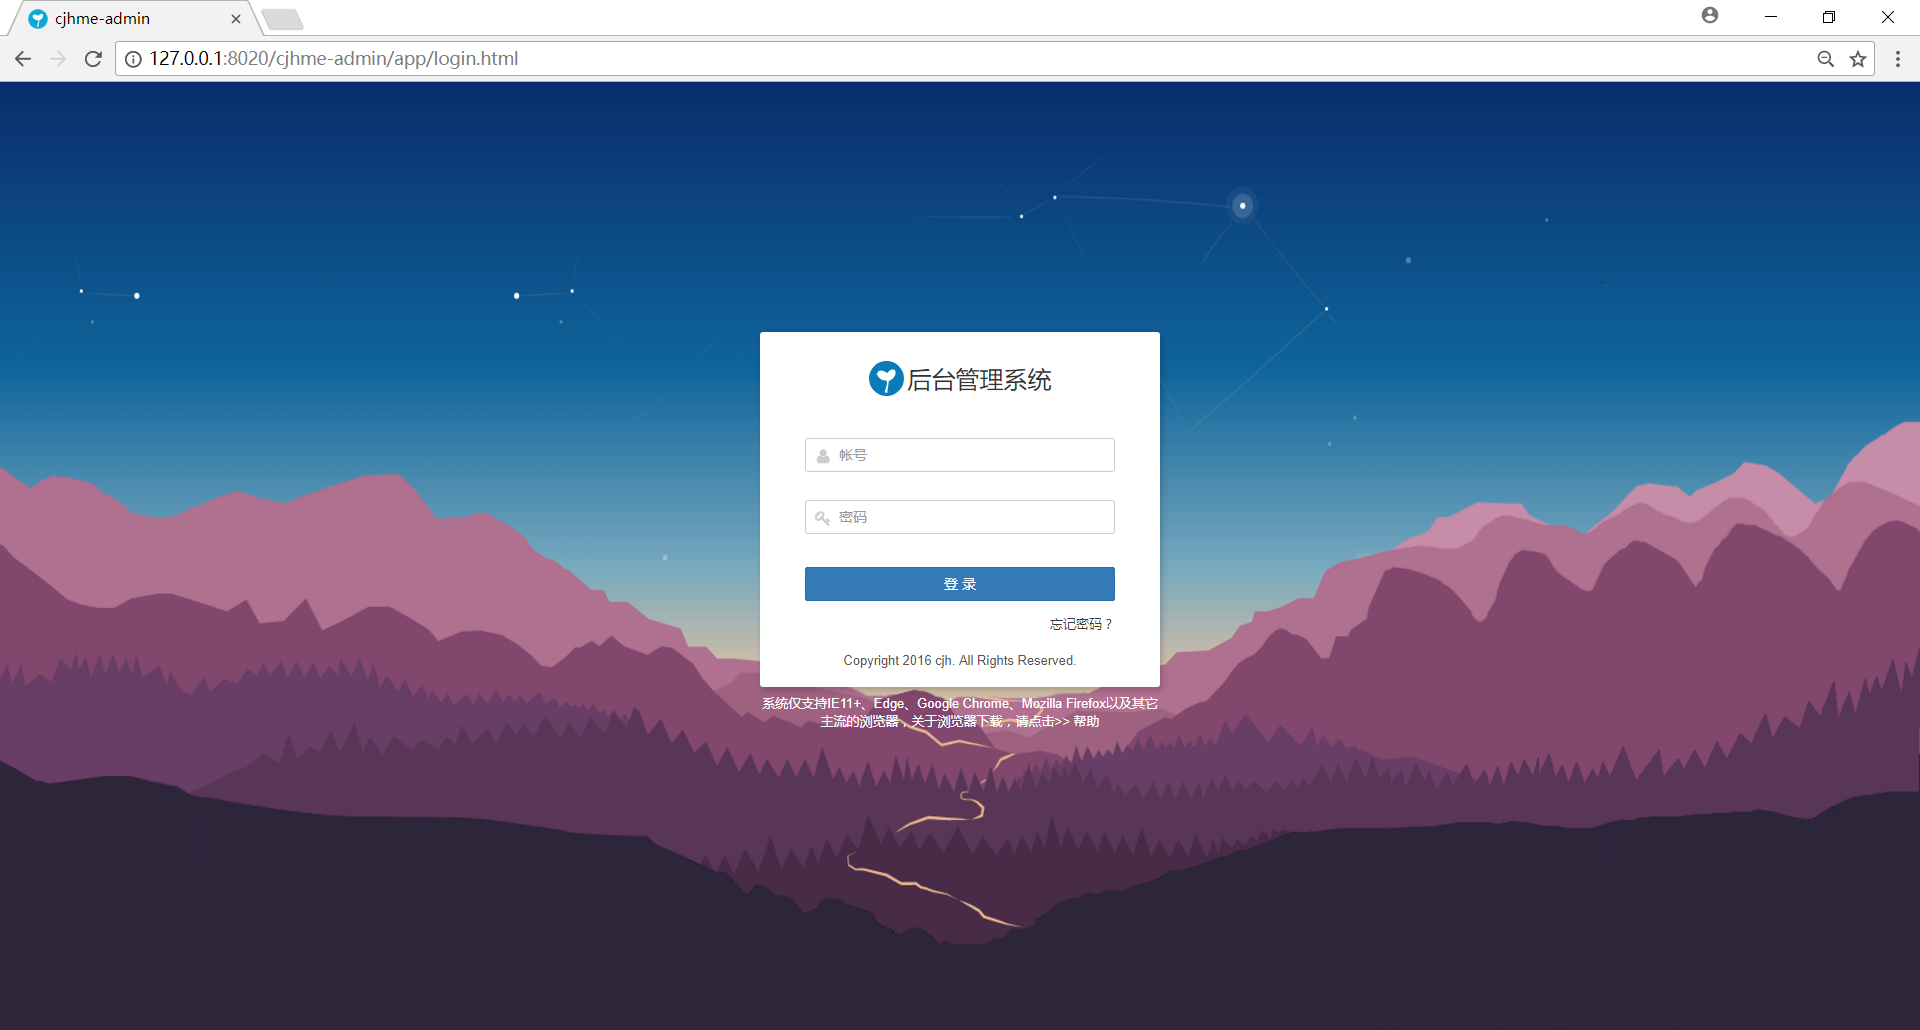 cjhme-admin
127.0.0.1:8020/cjhme-admin/app/login.html
后台管理系统
帐号
密码
登 录
忘记密码？
Copyright 2016 cjh. All Rights Reserved.
系统仅支持IE11+、Edge、Google Chrome、Mozilla Firefox以及其它
主流的浏览器，关于浏览器下载，请点击>> 帮助